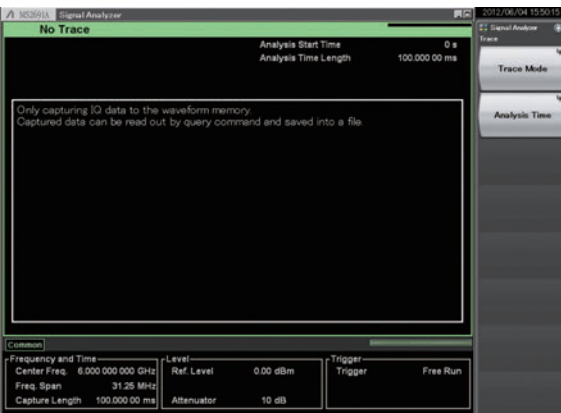 MS2691A Signal Analyzer
2012/06/04 15:50:15
No Trace
Analysis Start Time 0 s
Analysis Time Length 100.000 00 ms
Only capturing IQ data to the waveform memory.
Captured data can be read out by query command and saved into a file.
Signal Analyzer
Trace
Trace Mode
Analysis Time
Common
Frequency and Time
Center Freq. 6.000 000 000 GHz
Freq. Span 31.25 MHz
Capture Length 100.000 00 ms
Level
Ref. Level 0.00 dBm
Attenuator 10 dB
Trigger
Trigger Free Run